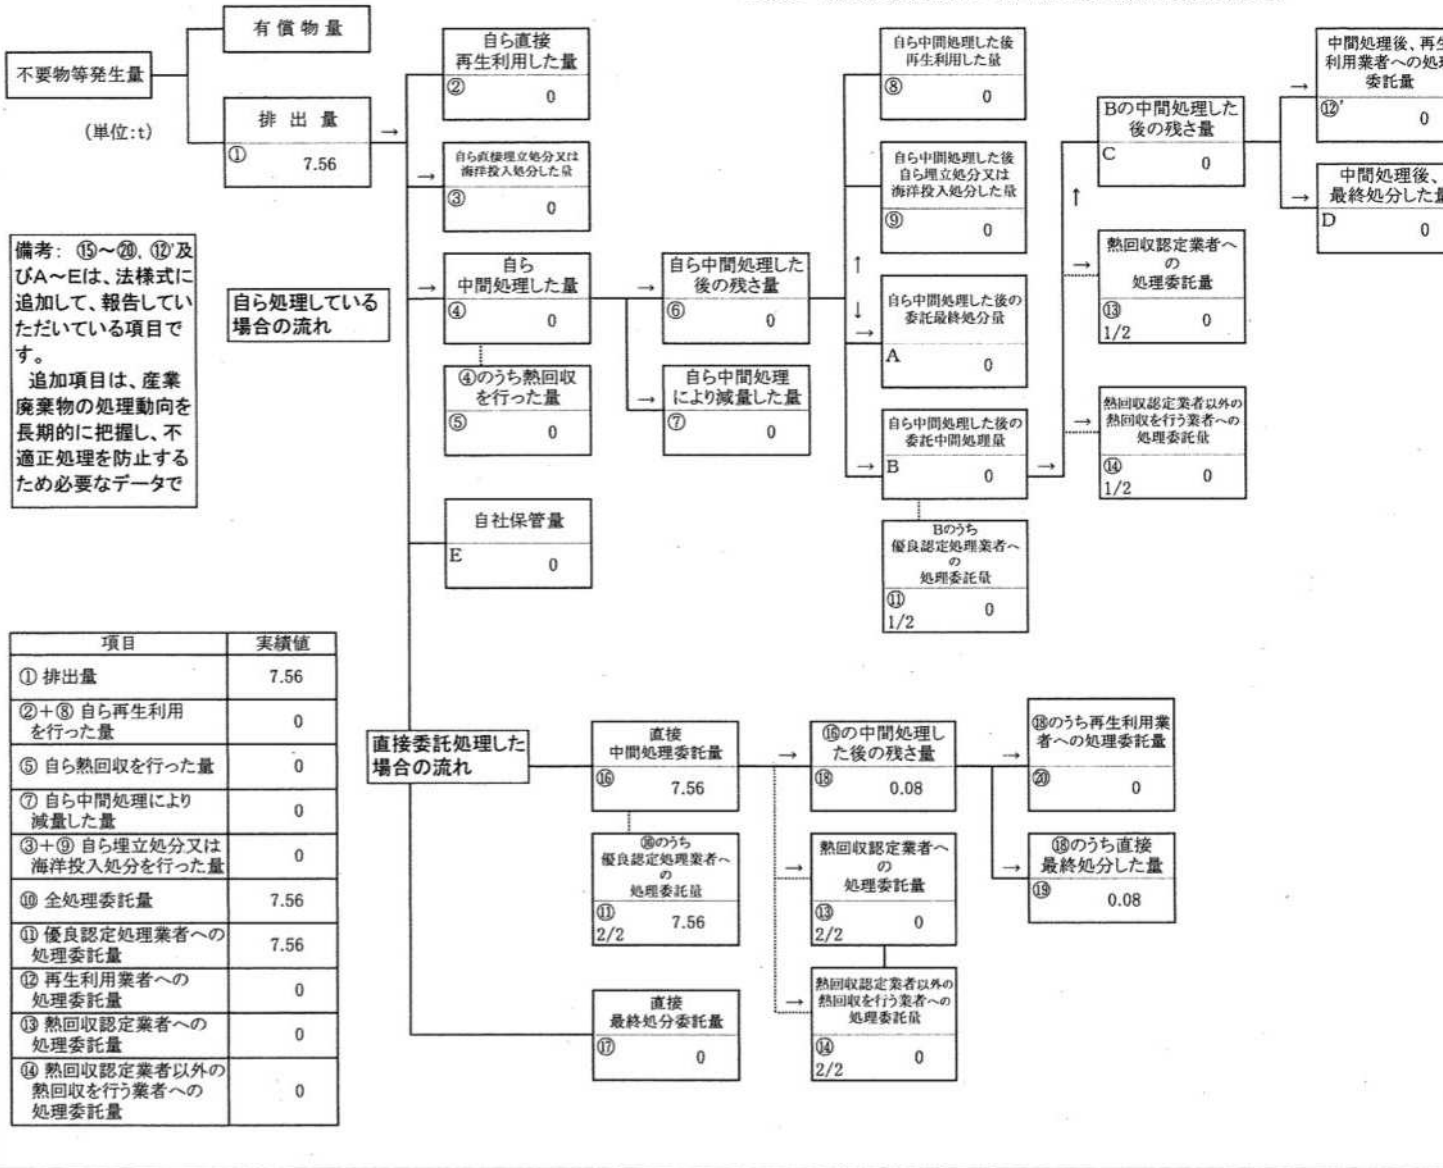 不要物等発生量
(単位:t)
有償物量
排出量
① 7.56
→
自ら直接
再生利用した量
② 0
→
自ら直接埋立処分又は
海洋投入処分した量
③ 0
→
自ら
中間処理した量
④ 0
④のうち熱回収
を行った量
⑤ 0
→
自ら中間処理した
後の残さ量
⑥ 0
→
自ら中間処理
により減量した量
⑦ 0
自ら中間処理した後
再生利用した量
⑧ 0
自ら中間処理した後
自ら埋立処分又は
海洋投入処分した量
⑨ 0
↑
↓
→
自ら中間処理した後の
委託最終処分量
A 0
→
自ら中間処理した後の
委託中間処理量
B 0
Bのうち
優良認定処理業者へ
の
処理委託量
⑪ 0
1/2
→
↑
Bの中間処理した
後の残さ量
C 0
→
熱回収認定業者へ
の
処理委託量
⑬ 0
1/2
→
熱回収認定業者以外の
熱回収を行う業者への
処理委託量
⑭ 0
1/2
→
中間処理後、再生
利用業者への処理
委託量
⑫' 0
→
中間処理後、
最終処分した量
D 0
備考: ⑮~⑳, ⑫'及
びA~Eは、法様式に
追加して、報告してい
ただいている項目で
す。
追加項目は、産業
廃棄物の処理動向を
長期的に把握し、不
適正処理を防止する
ため必要なデータで
自ら処理している
場合の流れ
自社保管量
E 0
項目 実績値
① 排出量 7.56
②+⑧ 自ら再生利用
を行った量 0
⑤ 自ら熱回収を行った量 0
⑦ 自ら中間処理により
減量した量 0
③+⑨ 自ら埋立処分又は
海洋投入処分を行った量 0
⑩ 全処理委託量 7.56
⑪ 優良認定処理業者への
処理委託量 7.56
⑫ 再生利用業者への
処理委託量 0
⑬ 熱回収認定業者への
処理委託量 0
⑭ 熱回収認定業者以外の
熱回収を行う業者への
処理委託量 0
直接委託処理した
場合の流れ
直接
中間処理委託量
⑯ 7.56
⑯のうち
優良認定処理業者へ
の
処理委託量
⑪ 7.56
2/2
直接
最終処分委託量
⑰ 0
→
⑯の中間処理し
た後の残さ量
⑱ 0.08
→
熱回収認定業者へ
の
処理委託量
⑬ 0
2/2
→
熱回収認定業者以外の
熱回収を行う業者への
処理委託量
⑭ 0
2/2
→
⑱のうち再生利用業
者への処理委託量
⑳ 0
→
⑱のうち直接
最終処分した量
⑲ 0.08